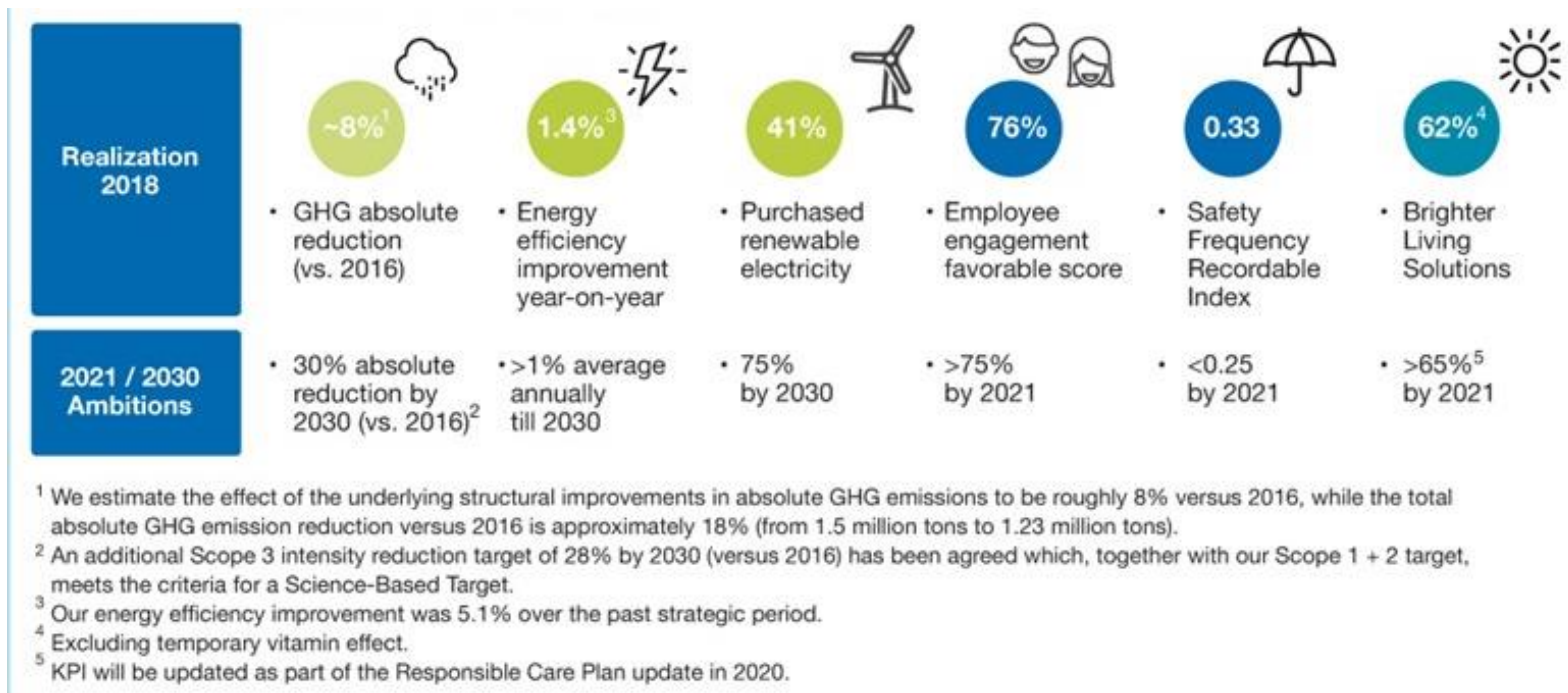 Realization
2018
~8%1
1.4%3
41%
76%
0.33
62%4
• GHG absolute
reduction
(vs. 2016)
• Energy
efficiency
improvement
year-on-year
• Purchased
renewable
electricity
• Employee
engagement
favorable score
• Safety
Frequency
Recordable
Index
• Brighter
Living
Solutions
2021 / 2030
Ambitions
• 30% absolute
reduction by
2030 (vs. 2016)2
• >1% average
annually
till 2030
• 75%
by 2030
• >75%
by 2021
• <0.25
by 2021
• >65%5
by 2021
1 We estimate the effect of the underlying structural improvements in absolute GHG emissions to be roughly 8% versus 2016, while the total
absolute GHG emission reduction versus 2016 is approximately 18% (from 1.5 million tons to 1.23 million tons).
2 An additional Scope 3 intensity reduction target of 28% by 2030 (versus 2016) has been agreed which, together with our Scope 1 + 2 target,
meets the criteria for a Science-Based Target.
3 Our energy efficiency improvement was 5.1% over the past strategic period.
4 Excluding temporary vitamin effect.
5 KPI will be updated as part of the Responsible Care Plan update in 2020.